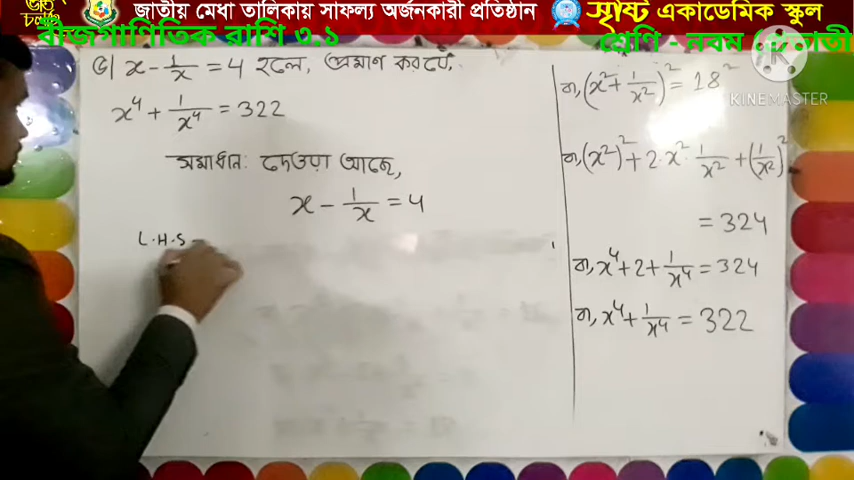 জাতীয় মেধা তালিকায় সাফল্য অর্জনকারী প্রতিষ্ঠান
সৃষ্টি একাডেমিক স্কুল
বীজগাণিতিক রাশি ৩.১
শ্রেণি - নবম
KINEMASTER
৫| x - 1/x = 4 হলে, প্রমাণ কর যে,
x⁴ + 1/x⁴ = 322
সমাধান: দেওয়া আছে,
x - 1/x = 4
L.H.S =
বা, (x² + 1/x²)² = 18²
বা, (x²)² + 2·x²·1/x² + (1/x²)²
= 324
বা, x⁴ + 2 + 1/x⁴ = 324
বা, x⁴ + 1/x⁴ = 322